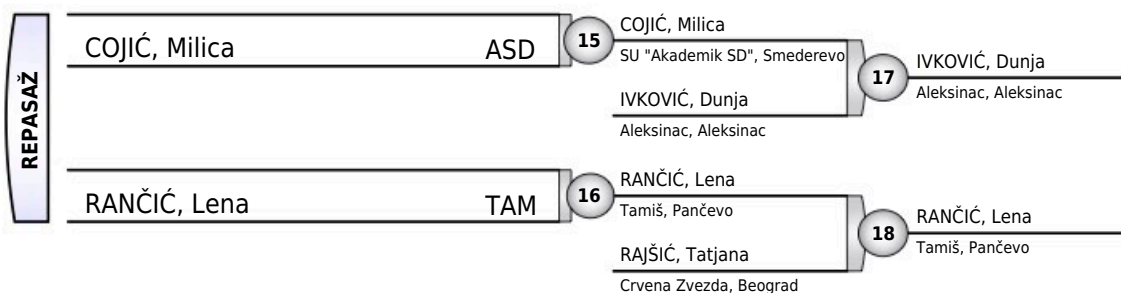 REPASAŽ
COJIĆ, Milica ASD
15
COJIĆ, Milica
SU "Akademik SD", Smederevo
IVKOVIĆ, Dunja
Aleksinac, Aleksinac
17
IVKOVIĆ, Dunja
Aleksinac, Aleksinac
RANČIĆ, Lena TAM
16
RANČIĆ, Lena
Tamiš, Pančevo
RAJŠIĆ, Tatjana
Crvena Zvezda, Beograd
18
RANČIĆ, Lena
Tamiš, Pančevo